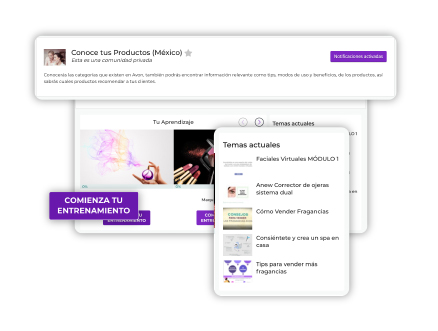 Conoce tus Productos (México)
Esta es una comunidad privada
Notificaciones activadas
Conocerás las categorías que existen en Avon, también podrás encontrar información relevante como tips, modos de uso y beneficios, de los productos, así
sabrás cuáles productos recomendar a tus clientes.
Tu Aprendizaje
Temas actuales
Temas actuales
Faciales Virtuales MÓDULO 1
Anew Corrector de ojeras
sistema dual
Cómo Vender Fragancias
Consiéntete y crea un spa en
casa
Tips para vender más
fragancias
COMIENZA TU
ENTRENAMIENTO